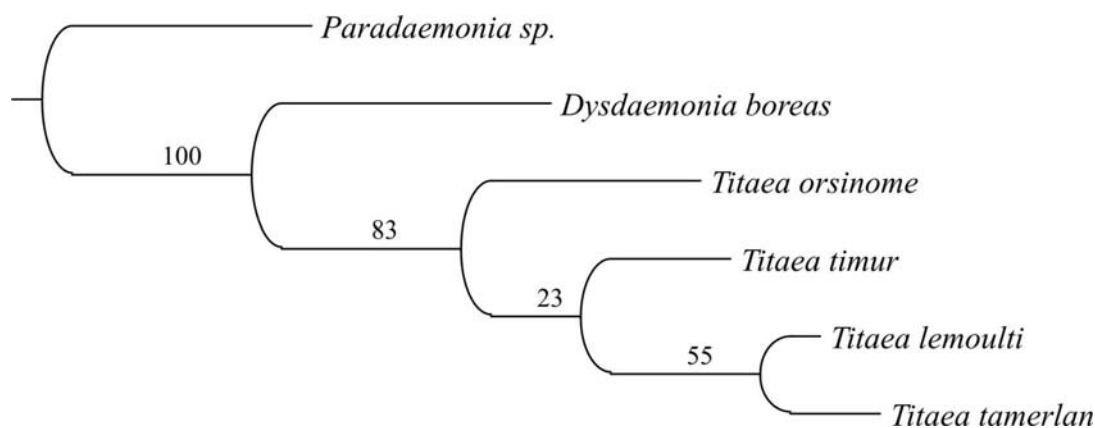 Paradaemonia sp.
Dysdaemonia boreas
100
Titaea orsinome
83
Titaea timur
23
Titaea lemoulti
55
Titaea tamerlan